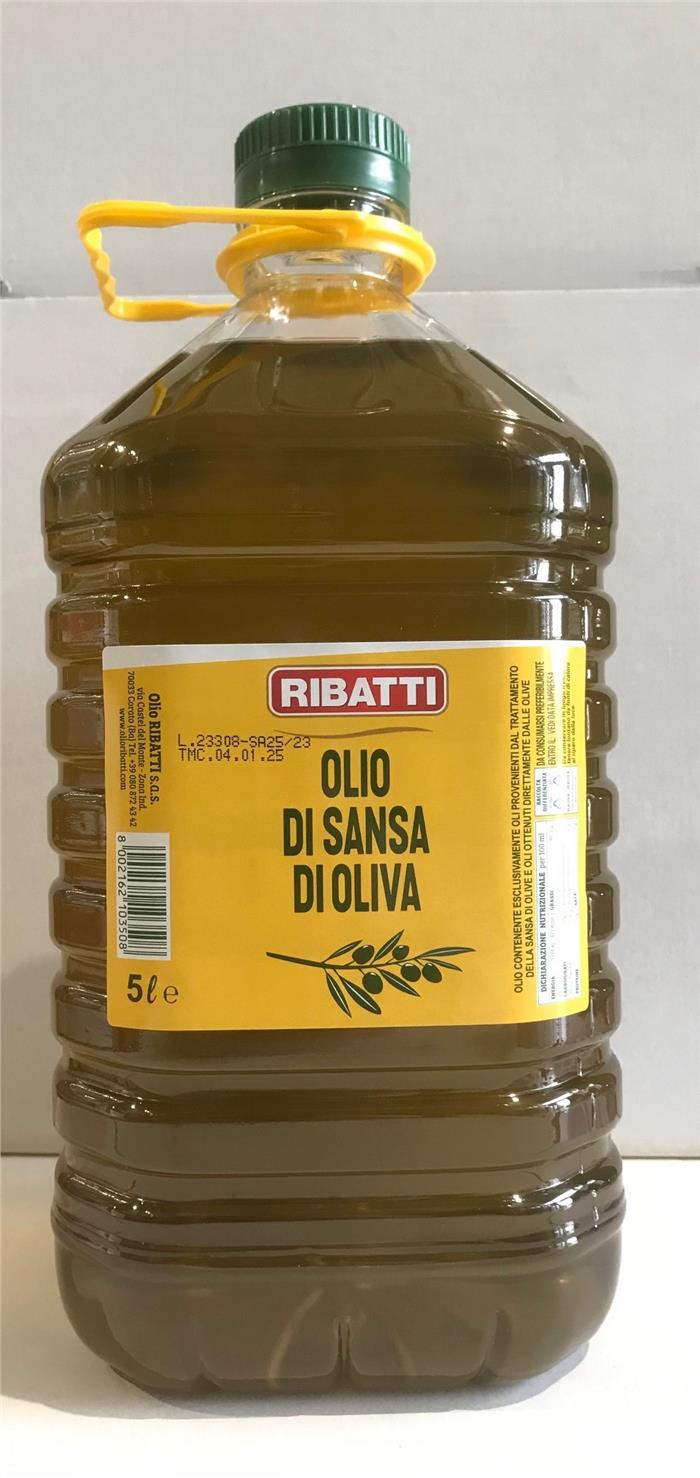 RIBATTI
L.23308-SA25/23
TMC.04.01.25
OLIO
DI SANSA
DI OLIVA
Olio RIBATTI s.a.s.
Via Castel del Monte - Zona Ind.
70033 Corato (Ba) Tel. +39 080 872 43 42
www.olioribatti.com
8 002162 103508
5 ℓ e
OLIO CONTENENTE ESCLUSIVAMENTE OLI PROVENIENTI DAL TRATTAMENTO
DELLA SANSA DI OLIVE E OLI OTTENUTI DIRETTAMENTE DALLE OLIVE
DA CONSUMARSI PREFERIBILMENTE
ENTRO IL VEDI DATA IMPRESSA
RACCOLTA
DIFFERENZIATA
DICHIARAZIONE NUTRIZIONALE per 100 ml
ENERGIA
GRASSI
CARBOIDRATI
PROTEINE
SALE